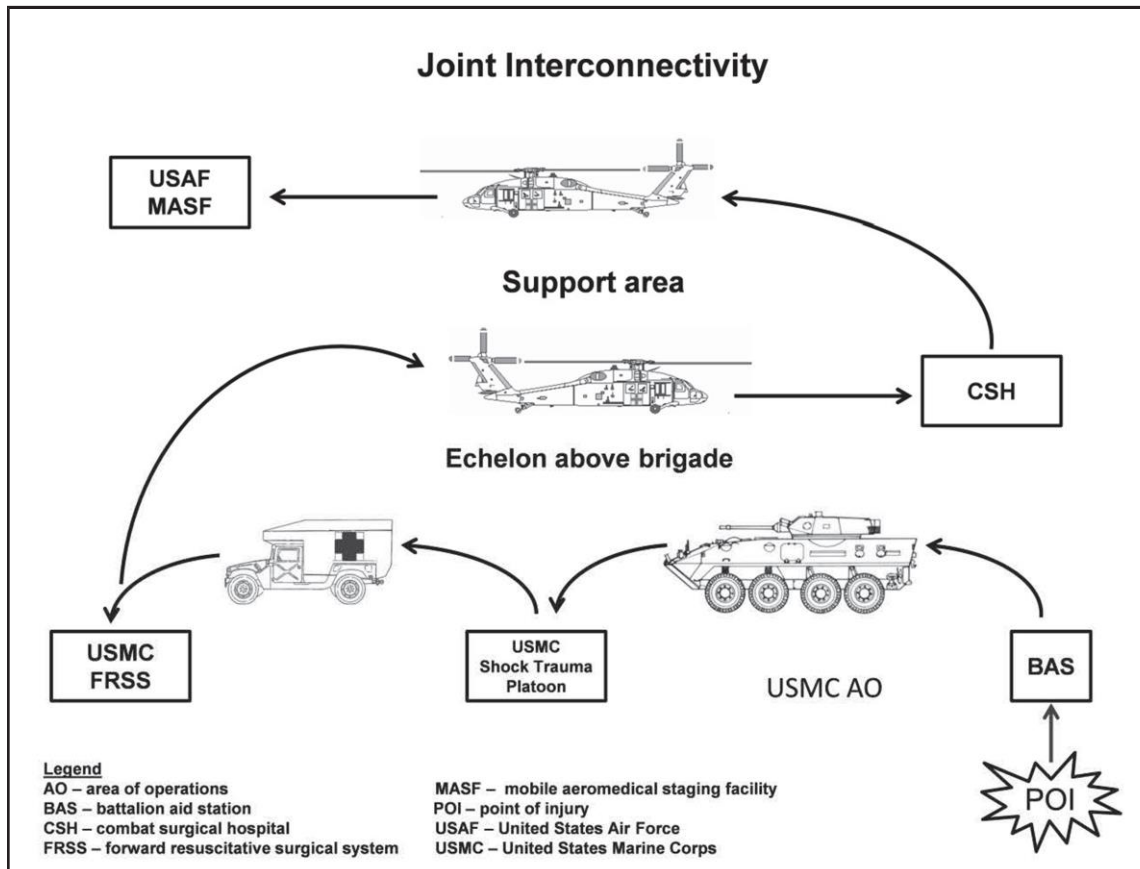 Joint Interconnectivity
USAF
MASF
Support area
CSH
Echelon above brigade
USMC
FRSS
USMC
Shock Trauma
Platoon
USMC AO
BAS
POI
Legend
AO – area of operations
BAS – battalion aid station
CSH – combat surgical hospital
FRSS – forward resuscitative surgical system
MASF – mobile aeromedical staging facility
POI – point of injury
USAF – United States Air Force
USMC – United States Marine Corps